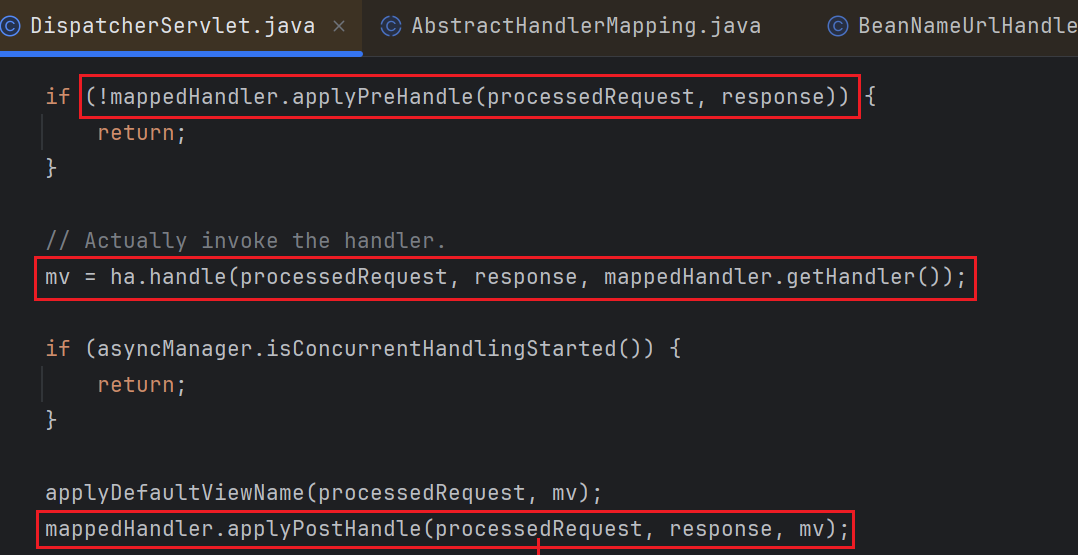 DispatcherServlet.java × AbstractHandlerMapping.java BeanNameUrlHandle
if (!mappedHandler.applyPreHandle(processedRequest, response)) {
return;
}
// Actually invoke the handler.
mv = ha.handle(processedRequest, response, mappedHandler.getHandler());
if (asyncManager.isConcurrentHandlingStarted()) {
return;
}
applyDefaultViewName(processedRequest, mv);
mappedHandler.applyPostHandle(processedRequest, response, mv);